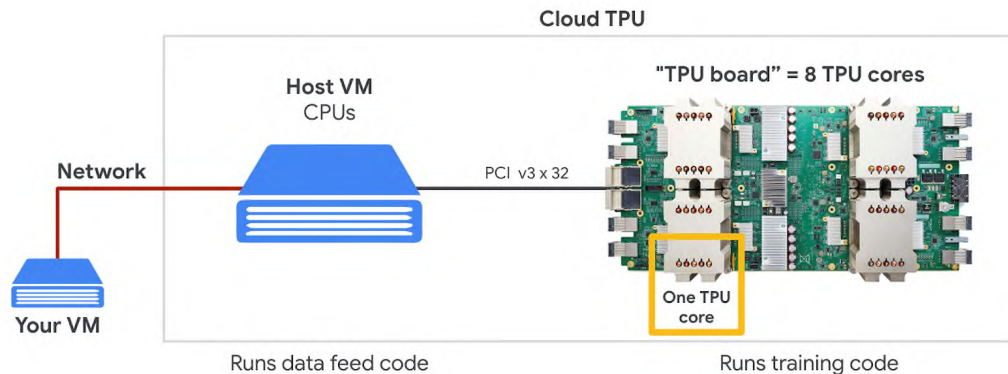 Cloud TPU
Host VM
CPUs
"TPU board” = 8 TPU cores
Network
PCI v3 x 32
Your VM
One TPU
core
Runs data feed code
Runs training code